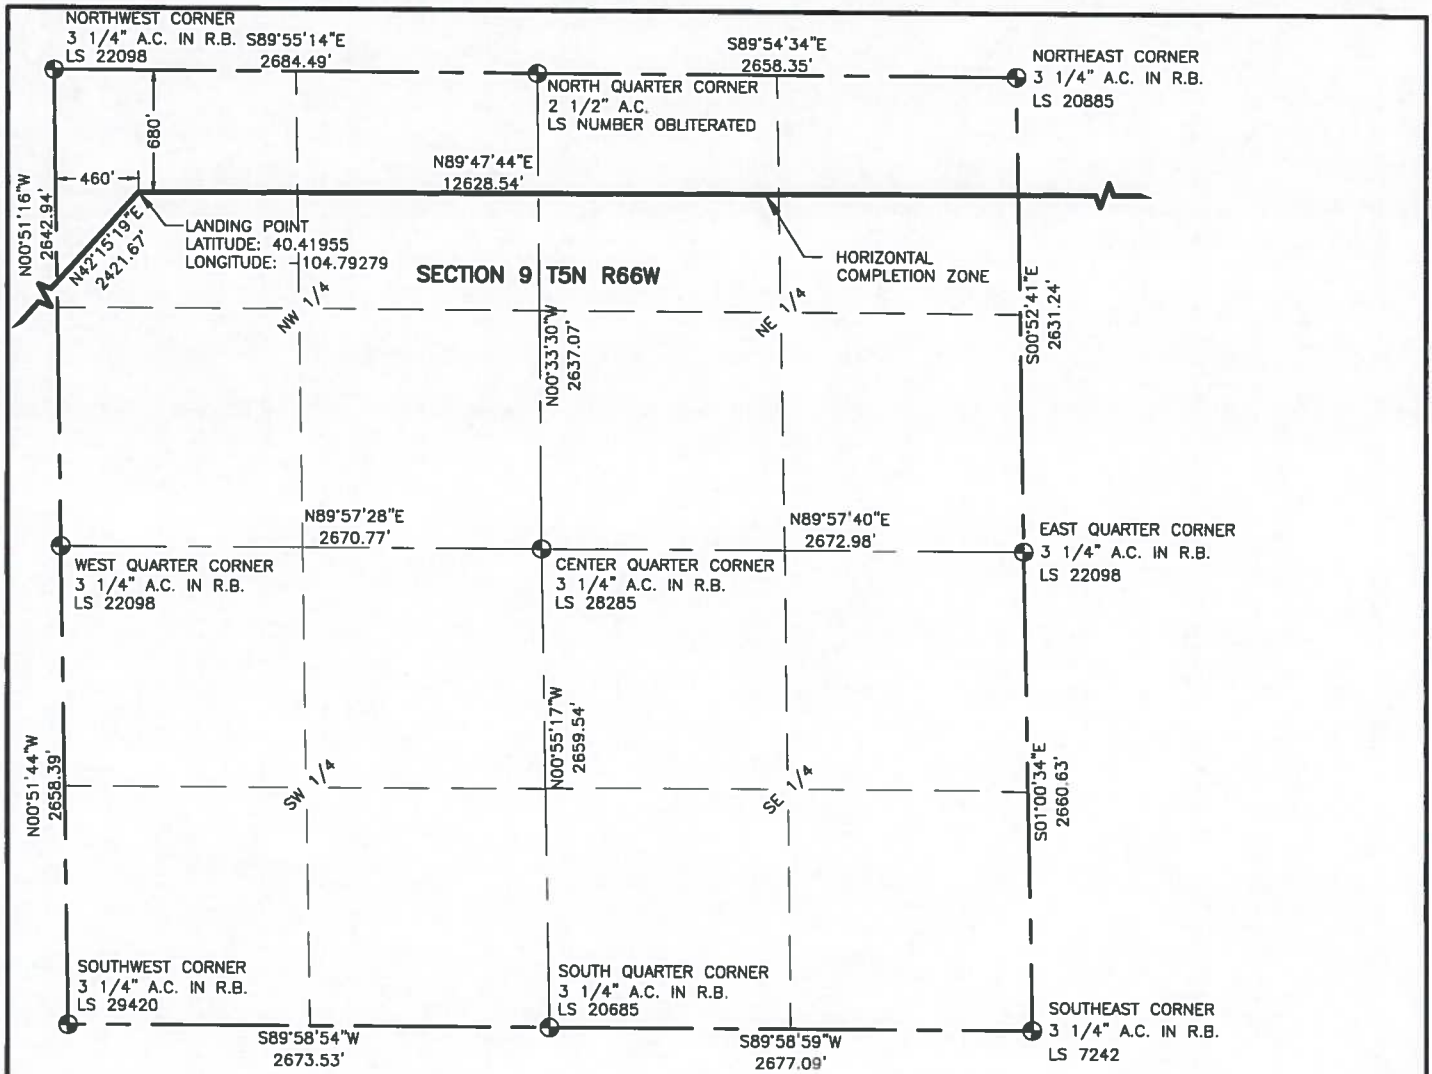 NORTHWEST CORNER
3 1/4" A.C. IN R.B.
LS 22098
S89°55'14"E
2684.49'
S89°54'34"E
2658.35'
NORTHEAST CORNER
3 1/4" A.C. IN R.B.
LS 20885
NORTH QUARTER CORNER
2 1/2" A.C.
LS NUMBER OBLITERATED
680'
460'
N89°47'44"E
12628.54'
N00°51'16"W
2642.94'
N42°15'19"E
2421.67'
LANDING POINT
LATITUDE: 40.41955
LONGITUDE: -104.79279
HORIZONTAL
COMPLETION ZONE
SECTION 9 T5N R66W
NW 1/4
NE 1/4
N00°33'30"W
2637.07'
S00°52'41"E
2631.24'
N89°57'28"E
2670.77'
N89°57'40"E
2672.98'
WEST QUARTER CORNER
3 1/4" A.C. IN R.B.
LS 22098
CENTER QUARTER CORNER
3 1/4" A.C. IN R.B.
LS 28285
EAST QUARTER CORNER
3 1/4" A.C. IN R.B.
LS 22098
N00°51'44"W
2658.39'
SW 1/4
N00°55'17"W
2659.54'
SE 1/4
S01°00'34"E
2660.63'
SOUTHWEST CORNER
3 1/4" A.C. IN R.B.
LS 29420
SOUTH QUARTER CORNER
3 1/4" A.C. IN R.B.
LS 20685
SOUTHEAST CORNER
3 1/4" A.C. IN R.B.
LS 7242
S89°58'54"W
2673.53'
S89°58'59"W
2677.09'